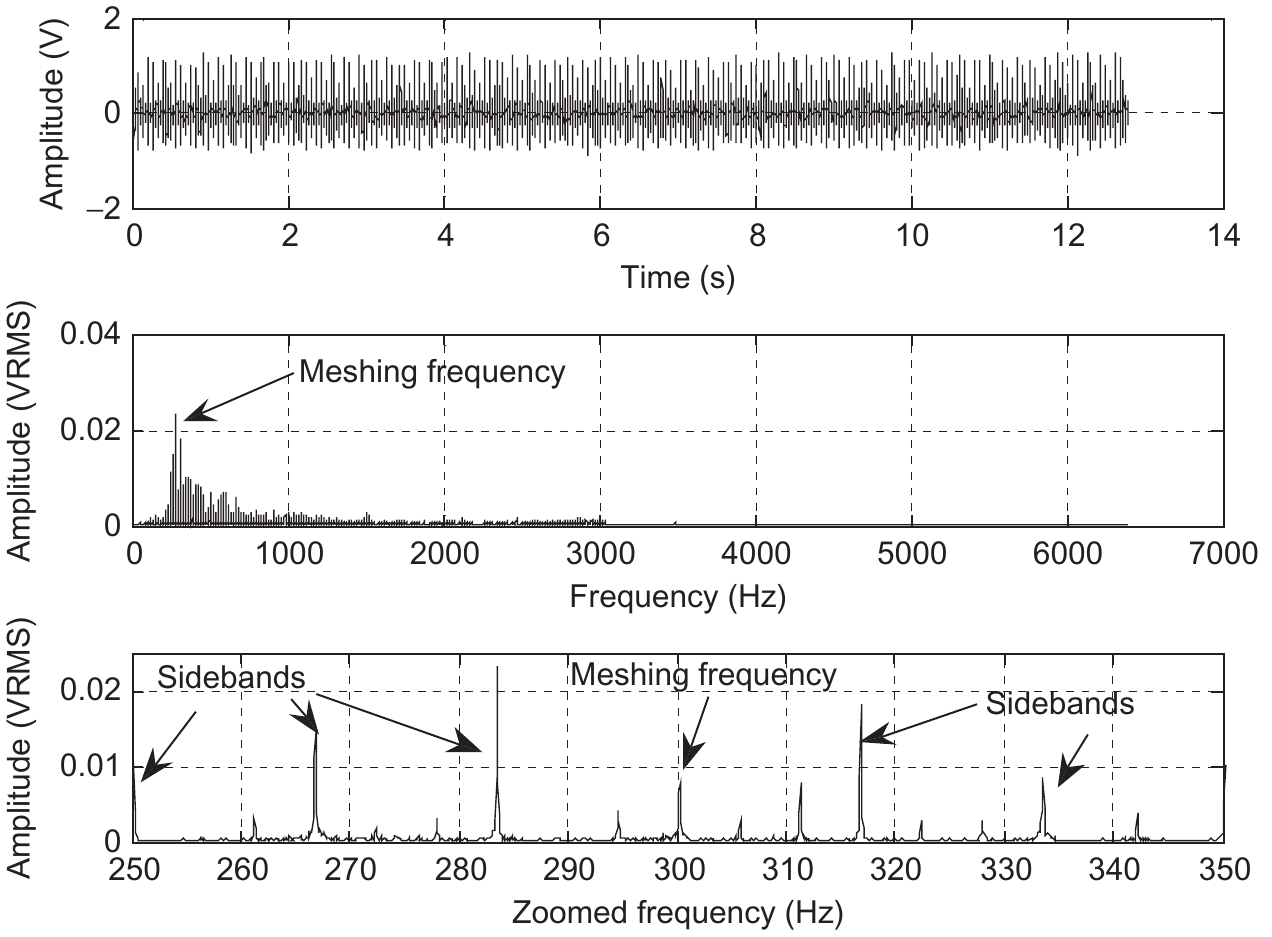 Amplitude (V)
2
0
–2
0 2 4 6 8 10 12 14
Time (s)
Amplitude (VRMS)
0.04
Meshing frequency
0.02
0
0 1000 2000 3000 4000 5000 6000 7000
Frequency (Hz)
Amplitude (VRMS)
Sidebands
Meshing frequency
0.02
Sidebands
0.01
0
250 260 270 280 290 300 310 320 330 340 350
Zoomed frequency (Hz)